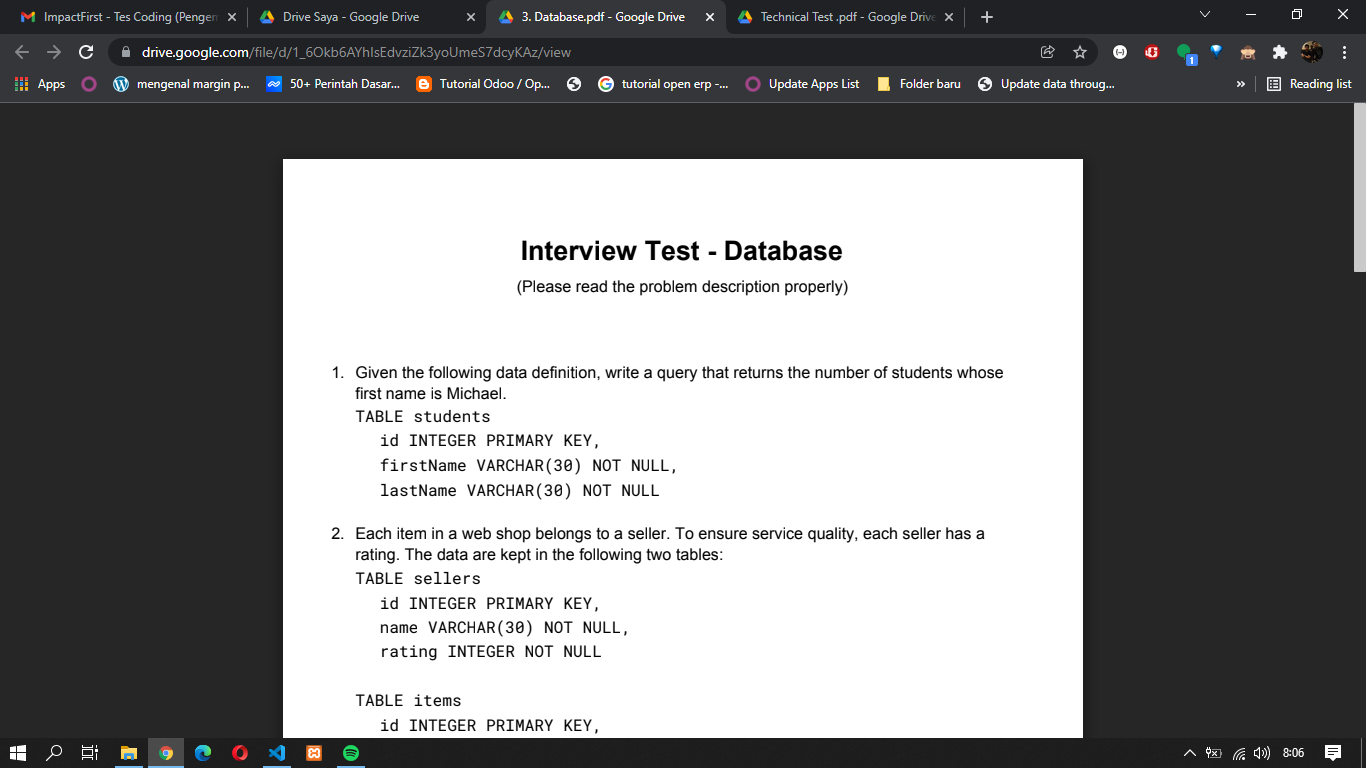 ImpactFirst - Tes Coding (Penger
Drive Saya - Google Drive
3. Database.pdf - Google Drive
Technical Test .pdf - Google Drive
drive.google.com/file/d/1_6Okb6AYhIsEdvziZk3yoUmeS7dcyKAz/view
1
Apps
mengenal margin p...
50+ Perintah Dasar...
Tutorial Odoo / Op...
tutorial open erp -...
Update Apps List
Folder baru
Update data throug...
»
Reading list
Interview Test - Database
(Please read the problem description properly)
1. Given the following data definition, write a query that returns the number of students whose
first name is Michael.
TABLE students
id INTEGER PRIMARY KEY,
firstName VARCHAR(30) NOT NULL,
lastName VARCHAR(30) NOT NULL
2. Each item in a web shop belongs to a seller. To ensure service quality, each seller has a
rating. The data are kept in the following two tables:
TABLE sellers
id INTEGER PRIMARY KEY,
name VARCHAR(30) NOT NULL,
rating INTEGER NOT NULL
TABLE items
id INTEGER PRIMARY KEY,
8:06